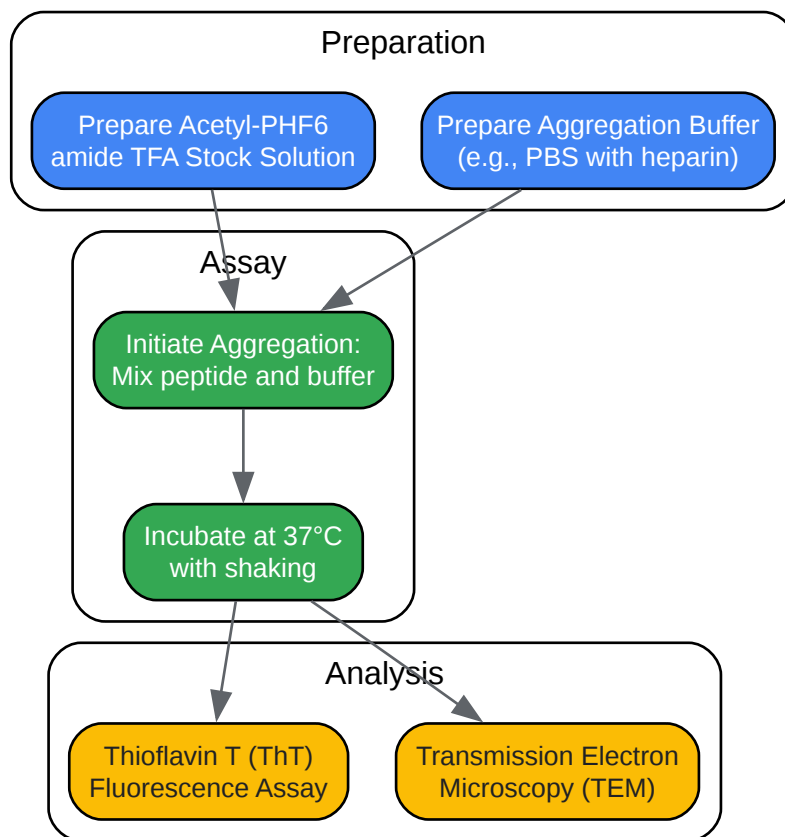 Preparation
Prepare Acetyl-PHF6
amide TFA Stock Solution
Prepare Aggregation Buffer
(e.g., PBS with heparin)
Assay
Initiate Aggregation:
Mix peptide and buffer
Incubate at 37°C
with shaking
Analysis
Thioflavin T (ThT)
Fluorescence Assay
Transmission Electron
Microscopy (TEM)